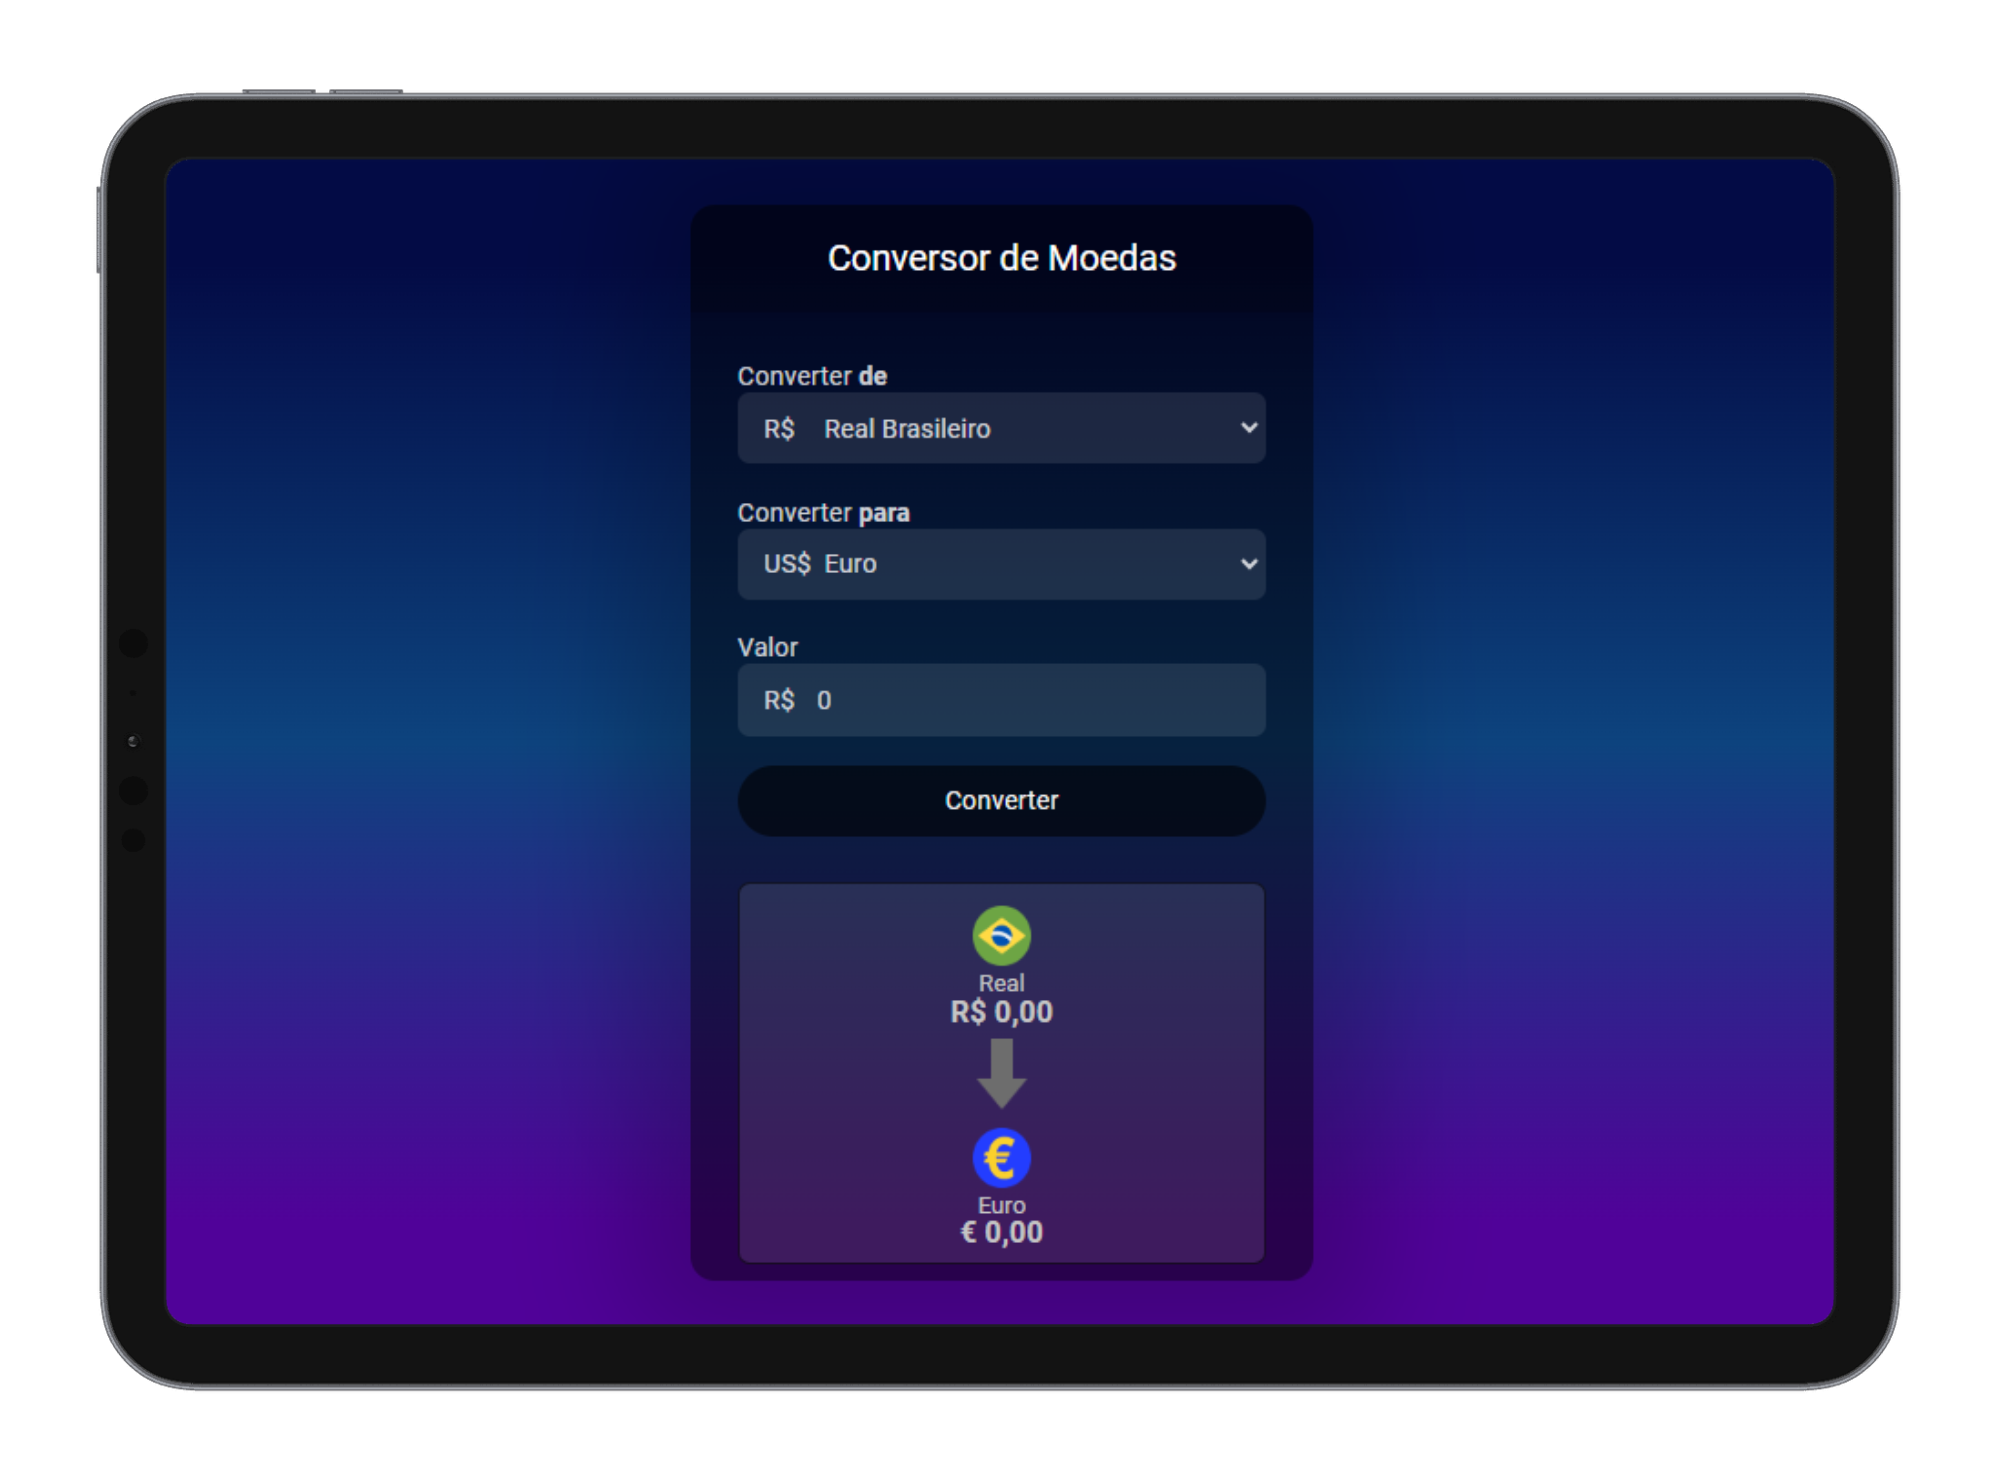 Conversor de Moedas
Converter de
R$ Real Brasileiro
Converter para
US$ Euro
Valor
R$ 0
Converter
Real
R$ 0,00
€
Euro
€ 0,00